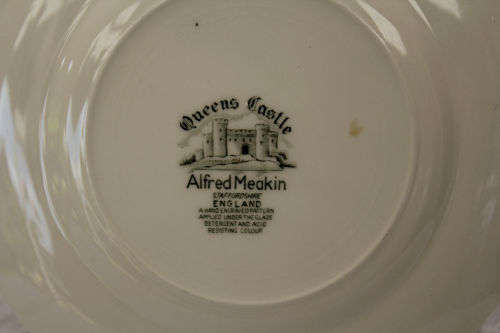 Queens Castle
Alfred Meakin
STAFFORDSHIRE
ENGLAND
A HAND ENGRAVED PATTERN
APPLIED UNDER THE GLAZE
DETERGENT AND ACID
RESISTING COLOUR